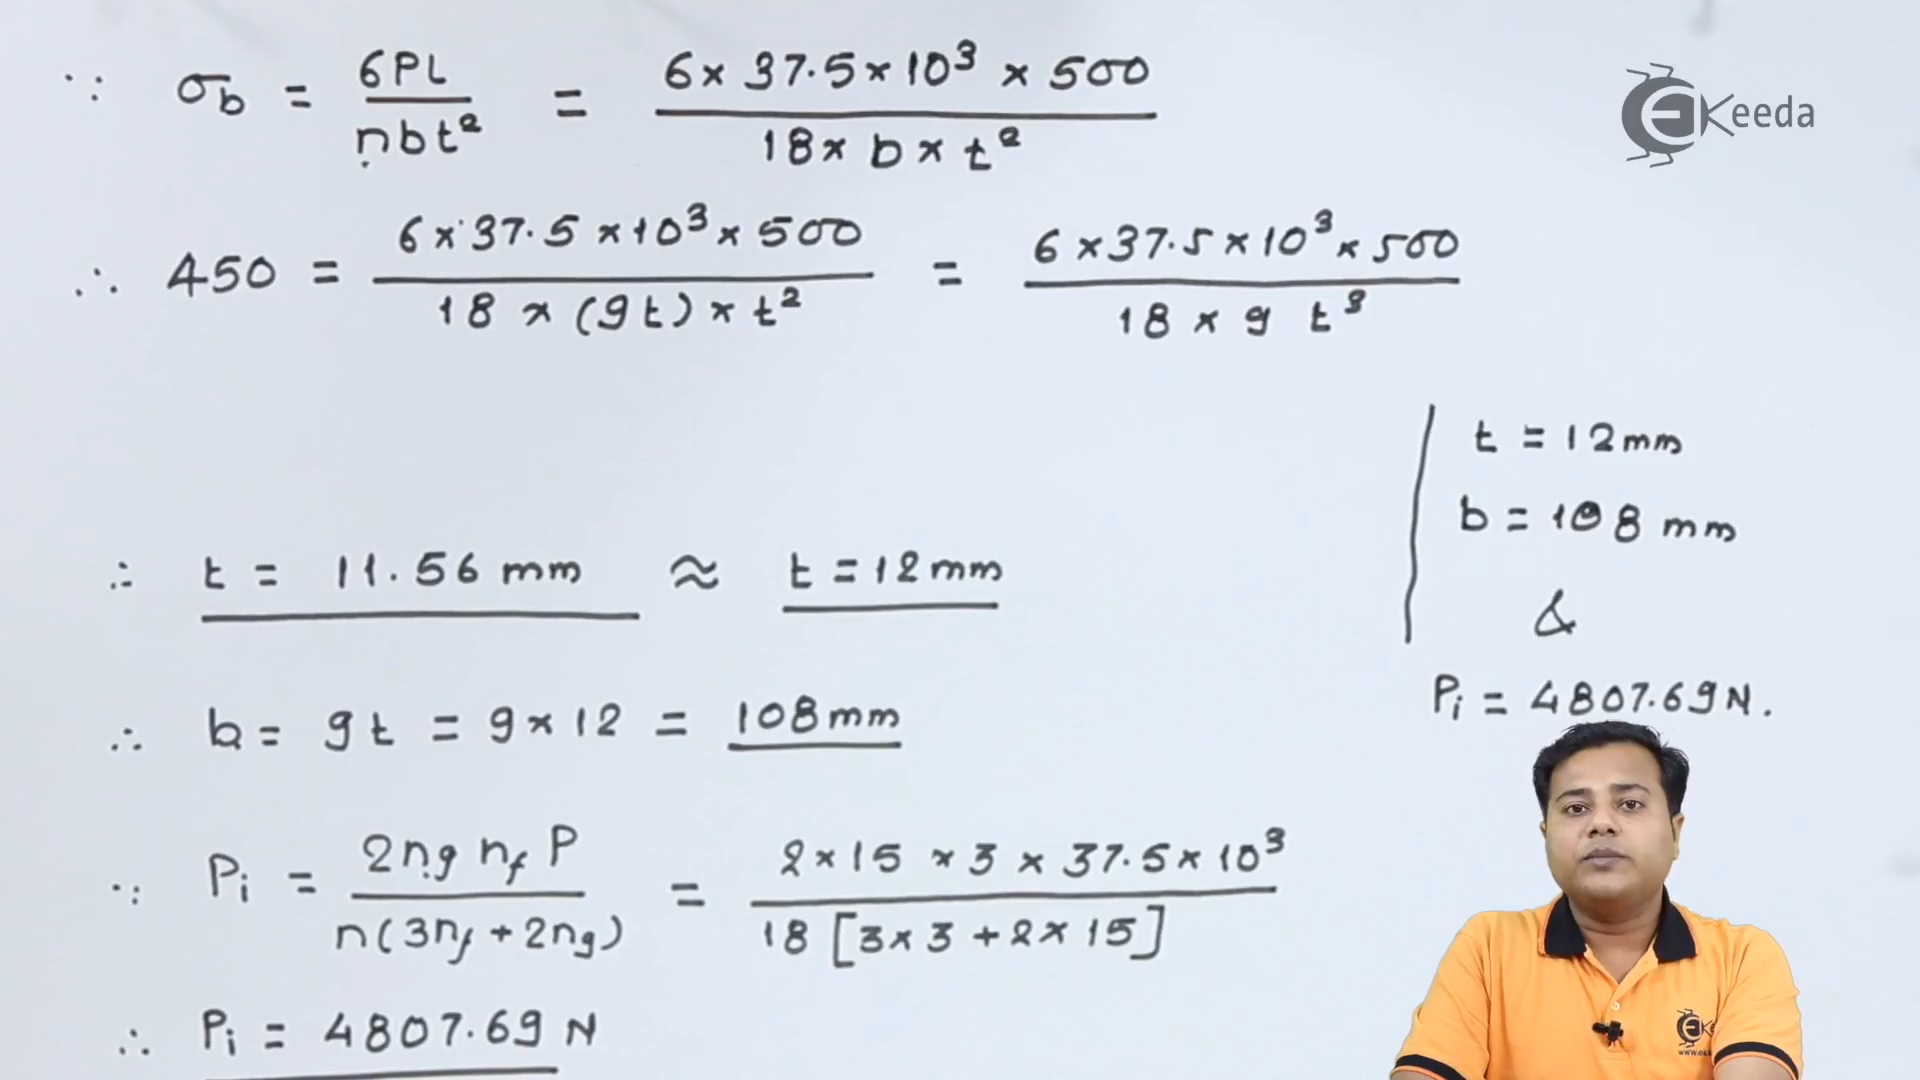 ∵ σb = 6PL / nbt² = 6 × 37.5 × 10³ × 500 / 18 × b × t²
EKeeda
∴ 450 = 6 × 37.5 × 10³ × 500 / 18 × (9t) × t² = 6 × 37.5 × 10³ × 500 / 18 × 9 t³
t = 12mm
b = 108 mm
&
Pi = 4807.69N.
∴ t = 11.56 mm ≈ t = 12mm
∴ b = 9t = 9 × 12 = 108mm
∵ Pi = 2ng nf P / n(3nf + 2ng) = 2 × 15 × 3 × 37.5 × 10³ / 18 [3 × 3 + 2 × 15]
∴ Pi = 4807.69 N